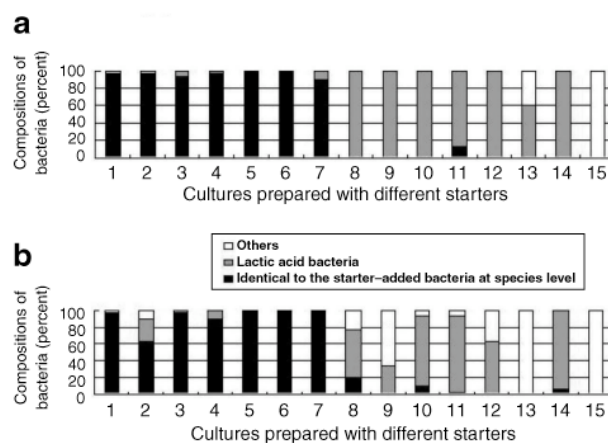 a
Compositions of
bacteria (percent)
100
80
60
40
20
0
1 2 3 4 5 6 7 8 9 10 11 12 13 14 15
Cultures prepared with different starters
b
Others
Lactic acid bacteria
Identical to the starter–added bacteria at species level
Compositions of
bacteria (percent)
100
80
60
40
20
0
1 2 3 4 5 6 7 8 9 10 11 12 13 14 15
Cultures prepared with different starters